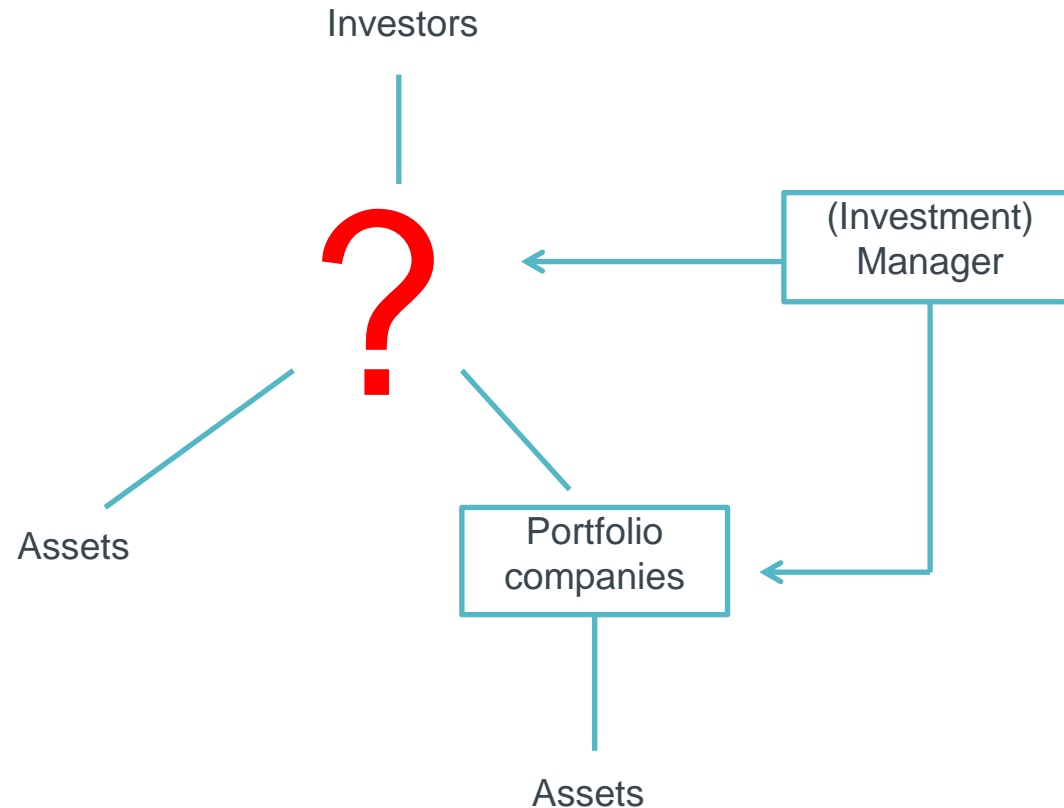 Investors
?
(Investment)
Manager
Assets
Portfolio
companies
Assets